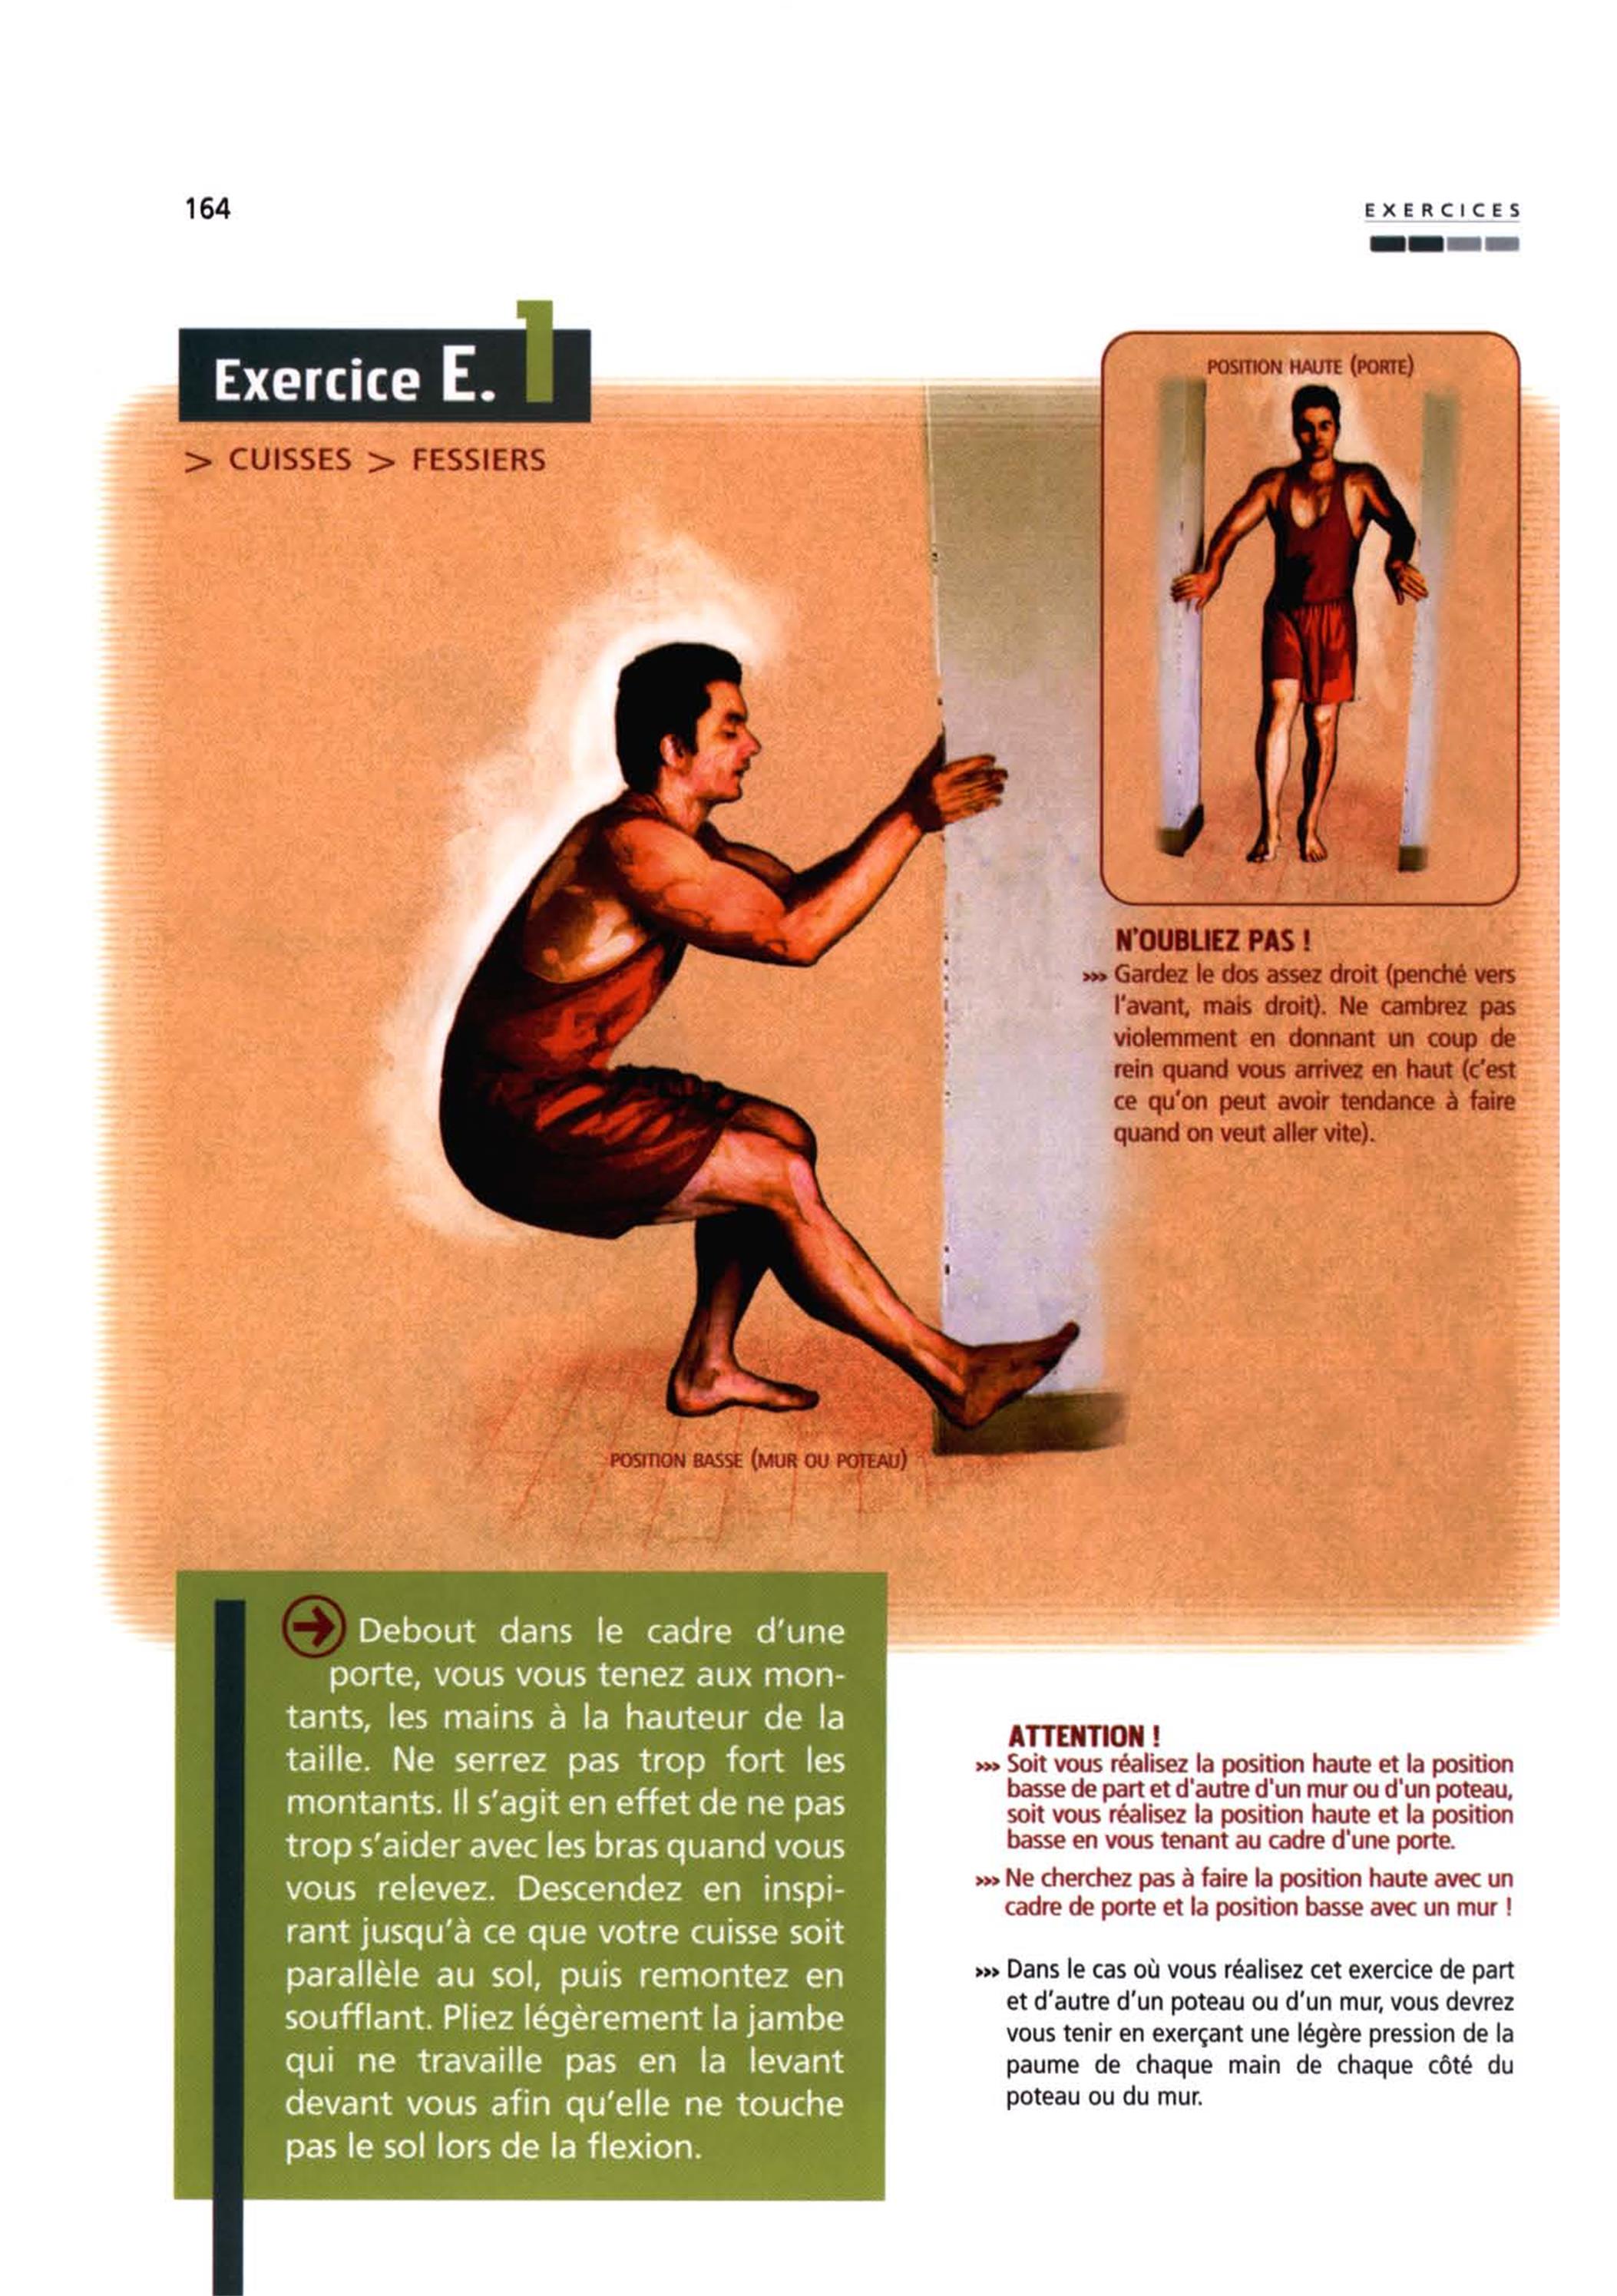 164
EXERCICES
Exercice E.1
> CUISSES > FESSIERS
POSITION HAUTE (PORTE)
N'OUBLIEZ PAS !
»» Gardez le dos assez droit (penché vers
l'avant, mais droit). Ne cambrez pas
violemment en donnant un coup de
rein quand vous arrivez en haut (c'est
ce qu'on peut avoir tendance à faire
quand on veut aller vite).
POSITION BASSE (MUR OU POTEAU)
Debout dans le cadre d'une
porte, vous vous tenez aux mon-
tants, les mains à la hauteur de la
taille. Ne serrez pas trop fort les
montants. Il s'agit en effet de ne pas
trop s'aider avec les bras quand vous
vous relevez. Descendez en inspi-
rant jusqu'à ce que votre cuisse soit
parallèle au sol, puis remontez en
soufflant. Pliez légèrement la jambe
qui ne travaille pas en la levant
devant vous afin qu'elle ne touche
pas le sol lors de la flexion.
ATTENTION !
»» Soit vous réalisez la position haute et la position
basse de part et d'autre d'un mur ou d'un poteau,
soit vous réalisez la position haute et la position
basse en vous tenant au cadre d'une porte.
»» Ne cherchez pas à faire la position haute avec un
cadre de porte et la position basse avec un mur !
»» Dans le cas où vous réalisez cet exercice de part
et d'autre d'un poteau ou d'un mur, vous devrez
vous tenir en exerçant une légère pression de la
paume de chaque main de chaque côté du
poteau ou du mur.